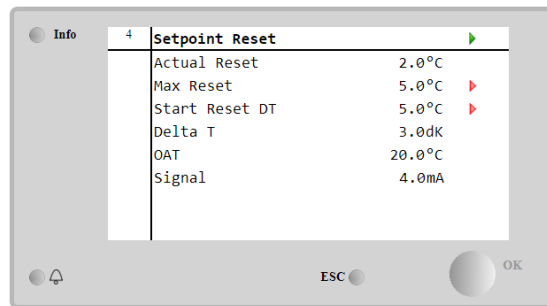 Info
4 Setpoint Reset
Actual Reset 2.0°C
Max Reset 5.0°C
Start Reset DT 5.0°C
Delta T 3.0dK
OAT 20.0°C
Signal 4.0mA
ESC
OK